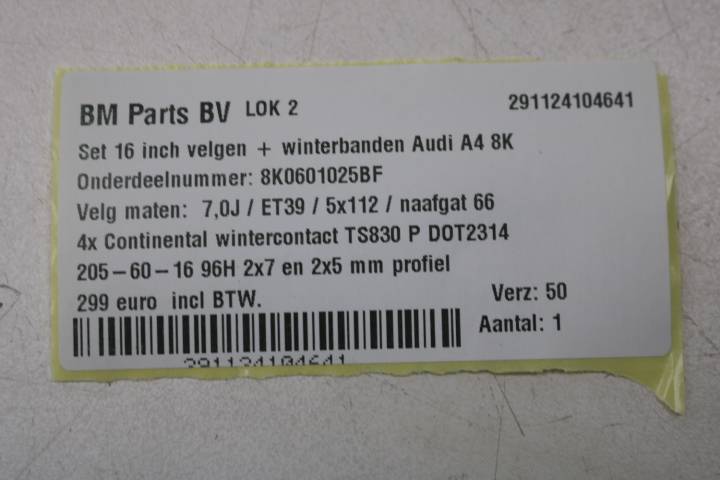 BM Parts BV LOK 2 291124104641
Set 16 inch velgen + winterbanden Audi A4 8K
Onderdeelnummer: 8K0601025BF
Velg maten: 7,0J / ET39 / 5x112 / naafgat 66
4x Continental wintercontact TS830 P DOT2314
205-60-16 96H 2x7 en 2x5 mm profiel
299 euro incl BTW. Verz: 50
Aantal: 1
291124104641